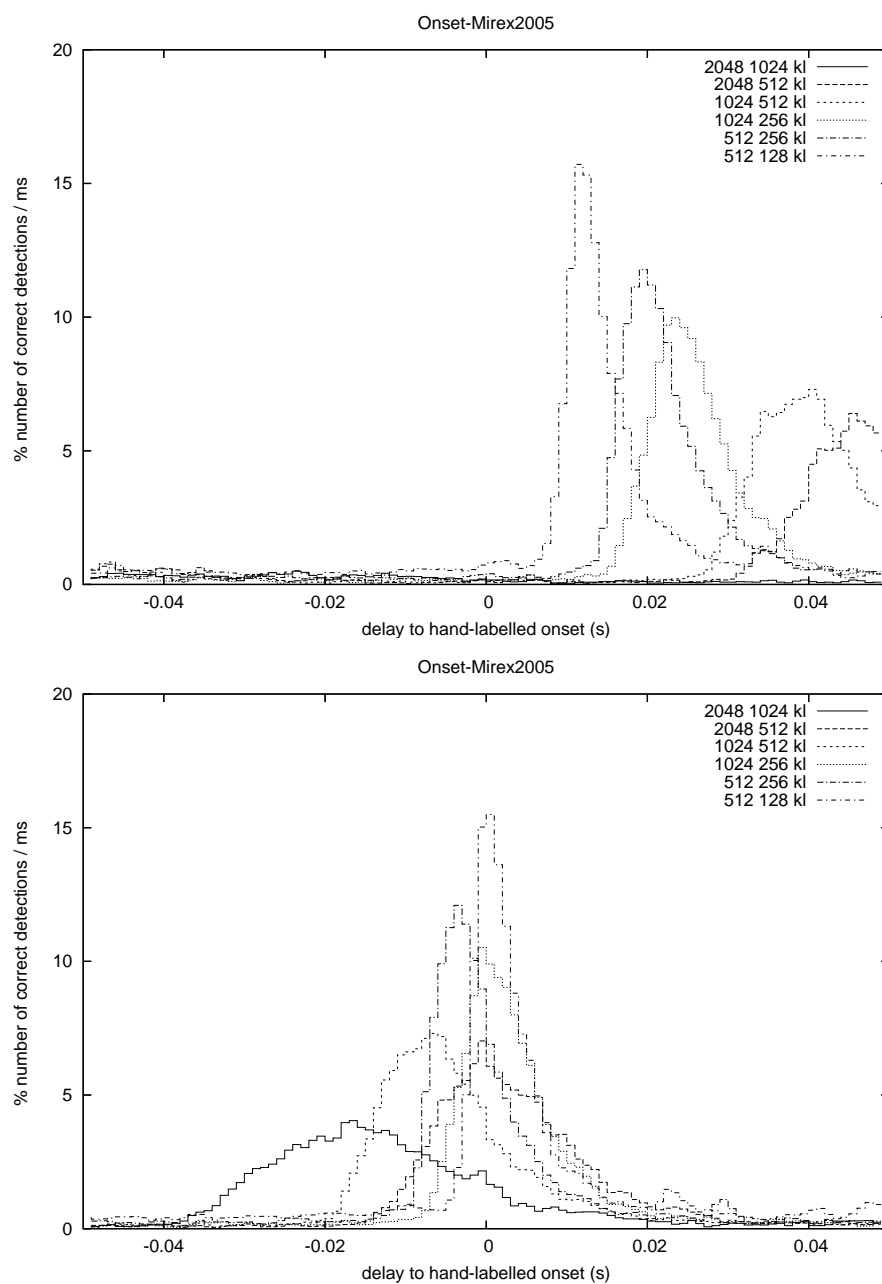 Onset-Mirex2005
20
15
10
5
0
% number of correct detections / ms
2048 1024 kl
2048 512 kl
1024 512 kl
1024 256 kl
512 256 kl
512 128 kl
-0.04
-0.02
0
0.02
0.04
delay to hand-labelled onset (s)
Onset-Mirex2005
20
15
10
5
0
% number of correct detections / ms
2048 1024 kl
2048 512 kl
1024 512 kl
1024 256 kl
512 256 kl
512 128 kl
-0.04
-0.02
0
0.02
0.04
delay to hand-labelled onset (s)